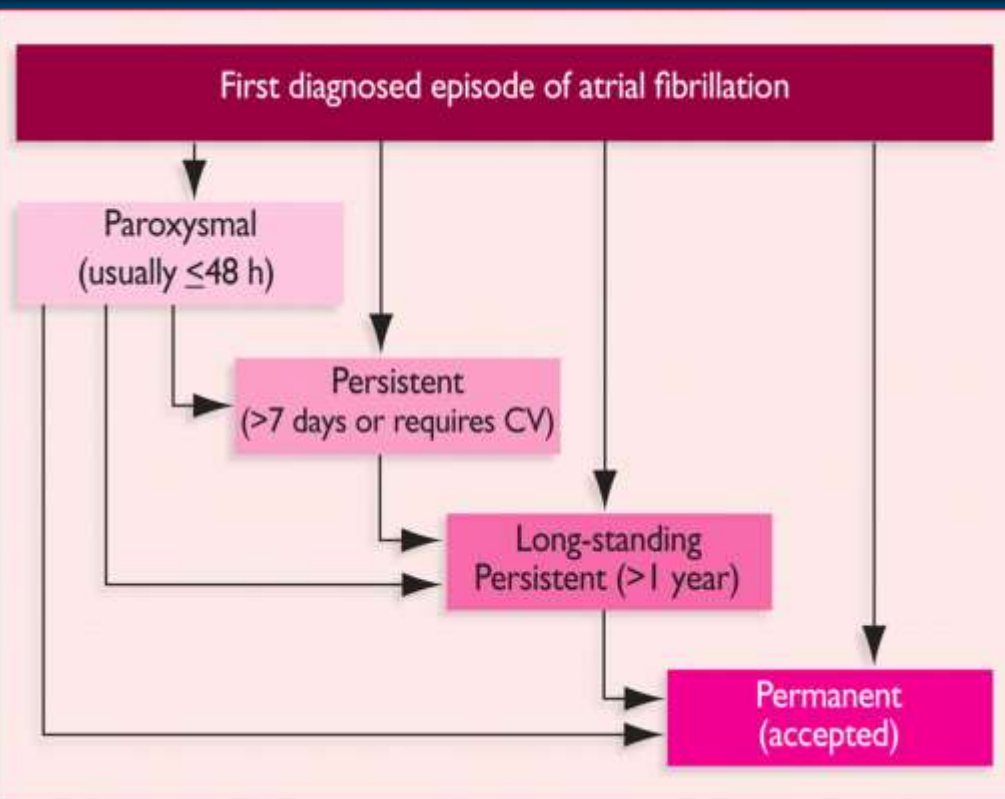 First diagnosed episode of atrial fibrillation
Paroxysmal
(usually ≤48 h)
Persistent
(>7 days or requires CV)
Long-standing
Persistent (>1 year)
Permanent
(accepted)